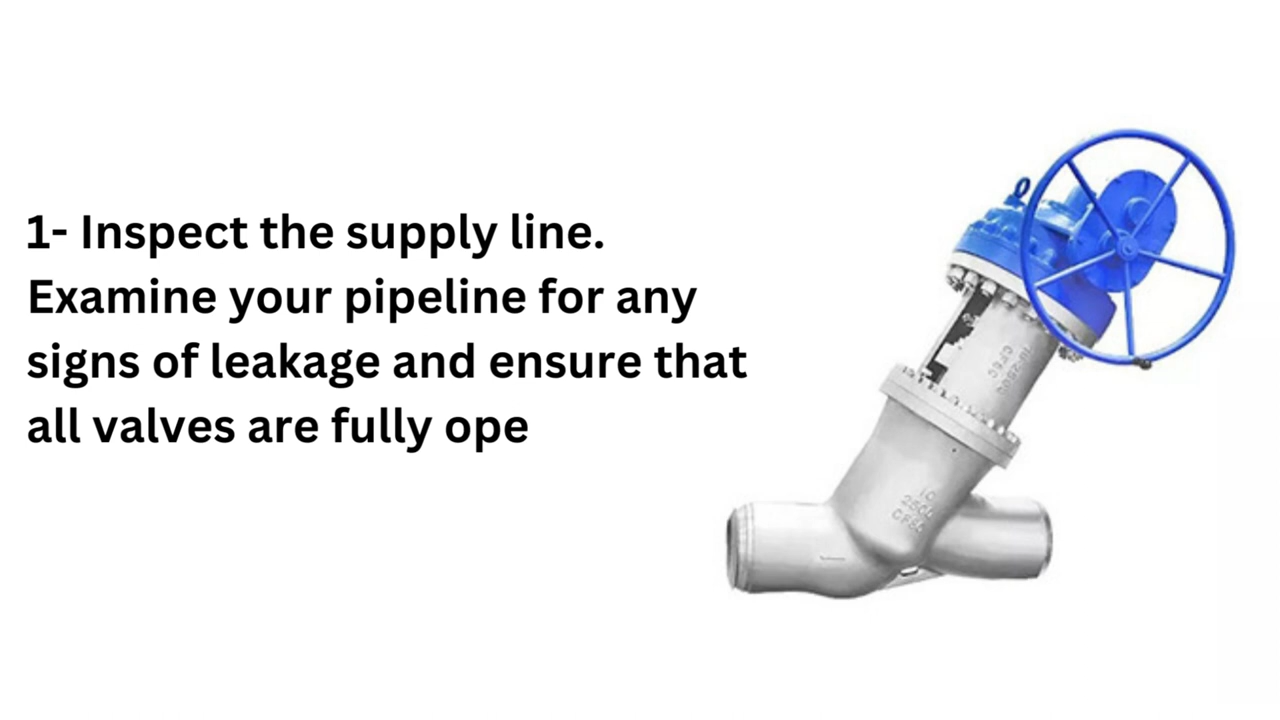 1- Inspect the supply line.
Examine your pipeline for any
signs of leakage and ensure that
all valves are fully ope
10